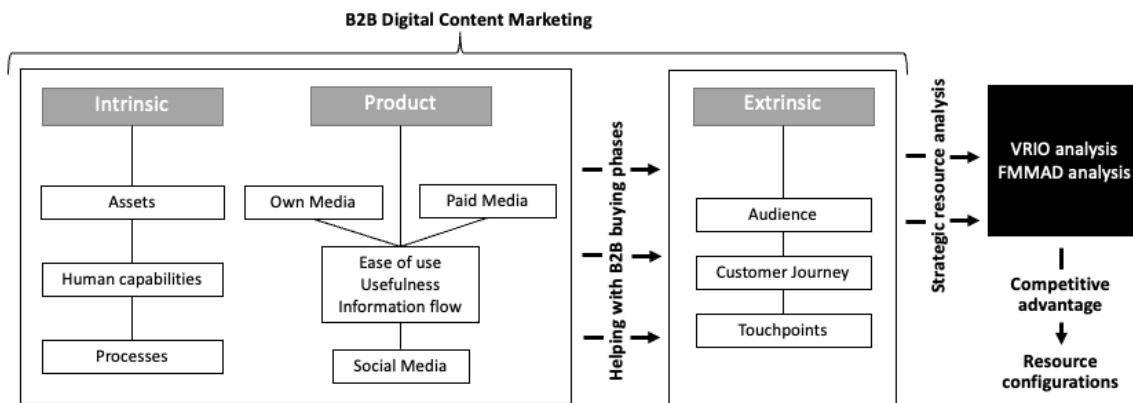 B2B Digital Content Marketing
Intrinsic
Assets
Human capabilities
Processes
Product
Own Media
Paid Media
Ease of use
Usefulness
Information flow
Social Media
Helping with B2B buying phases
Extrinsic
Audience
Customer Journey
Touchpoints
Strategic resource analysis
VRIO analysis
FMMAD analysis
Competitive
advantage
Resource
configurations